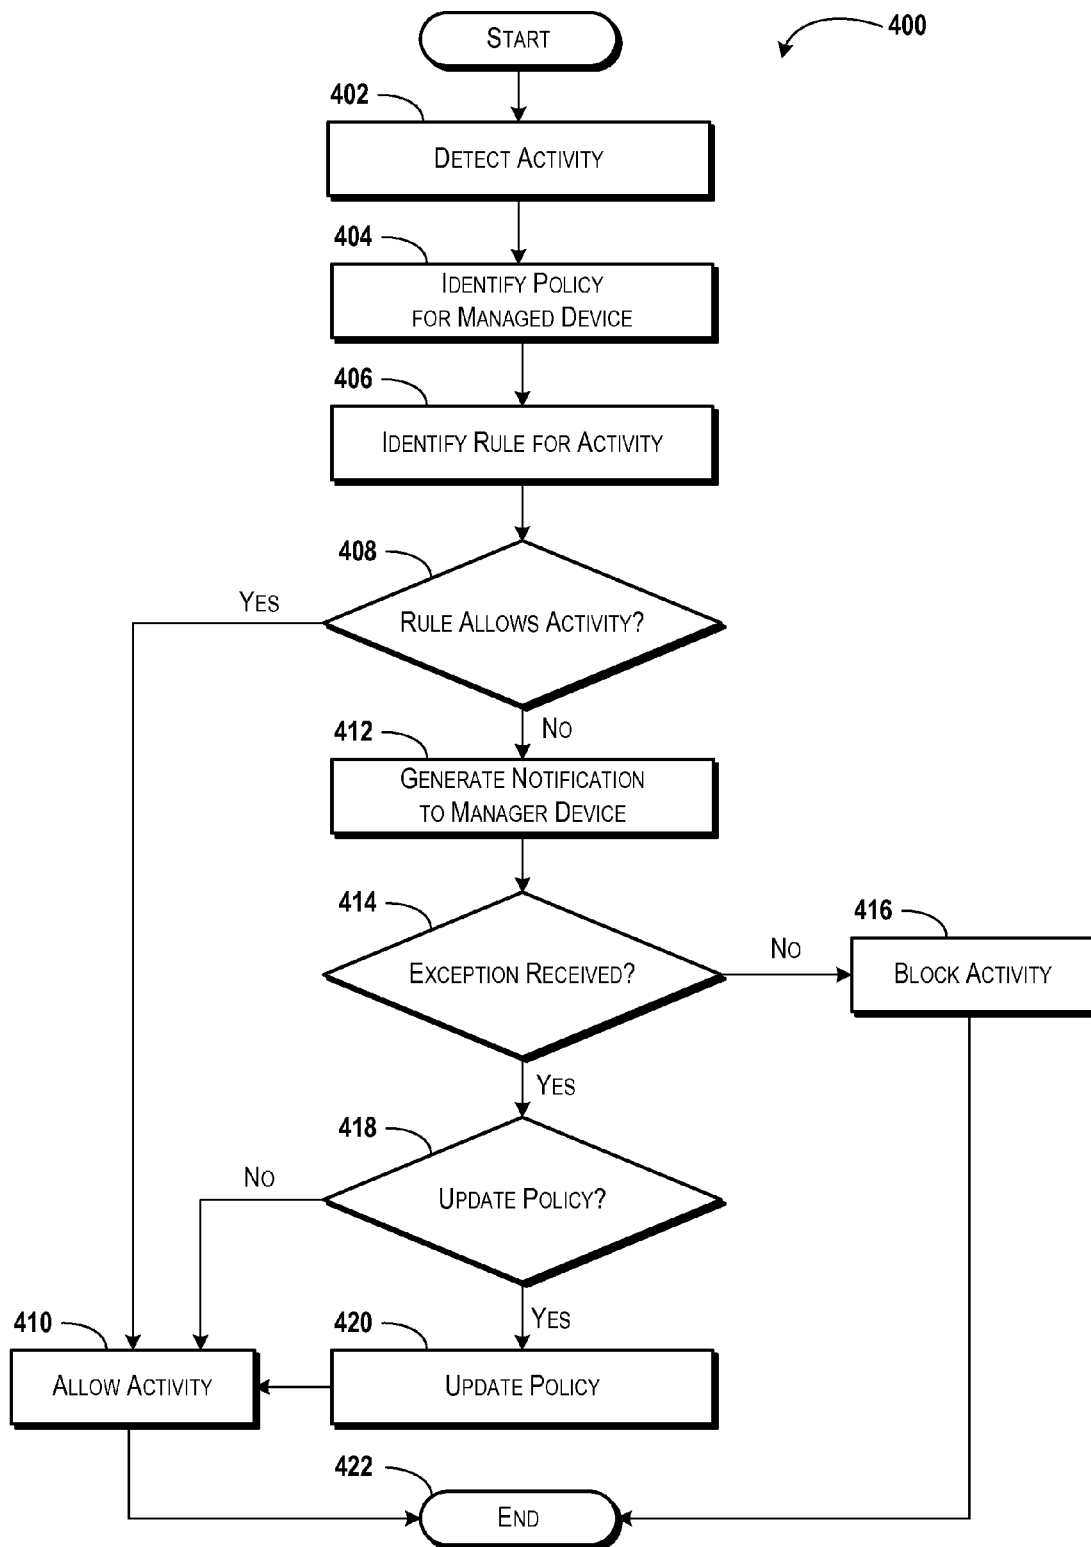 START
400
402
DETECT ACTIVITY
404
IDENTIFY POLICY
FOR MANAGED DEVICE
406
IDENTIFY RULE FOR ACTIVITY
408
YES
RULE ALLOWS ACTIVITY?
NO
412
GENERATE NOTIFICATION
TO MANAGER DEVICE
414
416
EXCEPTION RECEIVED?
NO
BLOCK ACTIVITY
YES
418
NO
UPDATE POLICY?
YES
410
420
ALLOW ACTIVITY
UPDATE POLICY
422
END